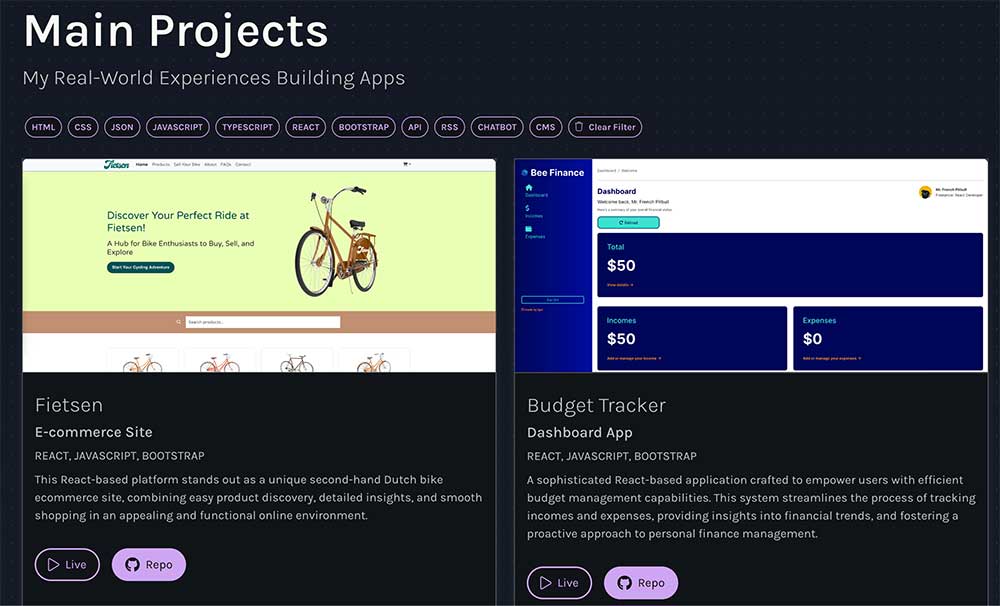 Main Projects
My Real-World Experiences Building Apps
HTML CSS JSON JAVASCRIPT TYPESCRIPT REACT BOOTSTRAP API RSS CHATBOT CMS Clear Filter
Fietsen Home Products Sell Your Bike About FAQs Contact
Discover Your Perfect Ride at
Fietsen!
A Hub for Bike Enthusiasts to Buy, Sell, and
Explore
Start Your Cycling Adventure
Search products...
Bee Finance
Dashboard
Incomes
Expenses
Dashboard / Welcome
Dashboard
Welcome back, Mr. French Pitbull
Here's a summary of your overall financial status
Reload
Mr. French Pitbull
Freelancer React Developer
Total
$50
View details →
Incomes
$50
Add or manage your income →
Expenses
$0
Add or manage your expenses →
Fietsen
E-commerce Site
REACT, JAVASCRIPT, BOOTSTRAP
This React-based platform stands out as a unique second-hand Dutch bike
ecommerce site, combining easy product discovery, detailed insights, and smooth
shopping in an appealing and functional online environment.
Live Repo
Budget Tracker
Dashboard App
REACT, JAVASCRIPT, BOOTSTRAP
A sophisticated React-based application crafted to empower users with efficient
budget management capabilities. This system streamlines the process of tracking
incomes and expenses, providing insights into financial trends, and fostering a
proactive approach to personal finance management.
Live Repo